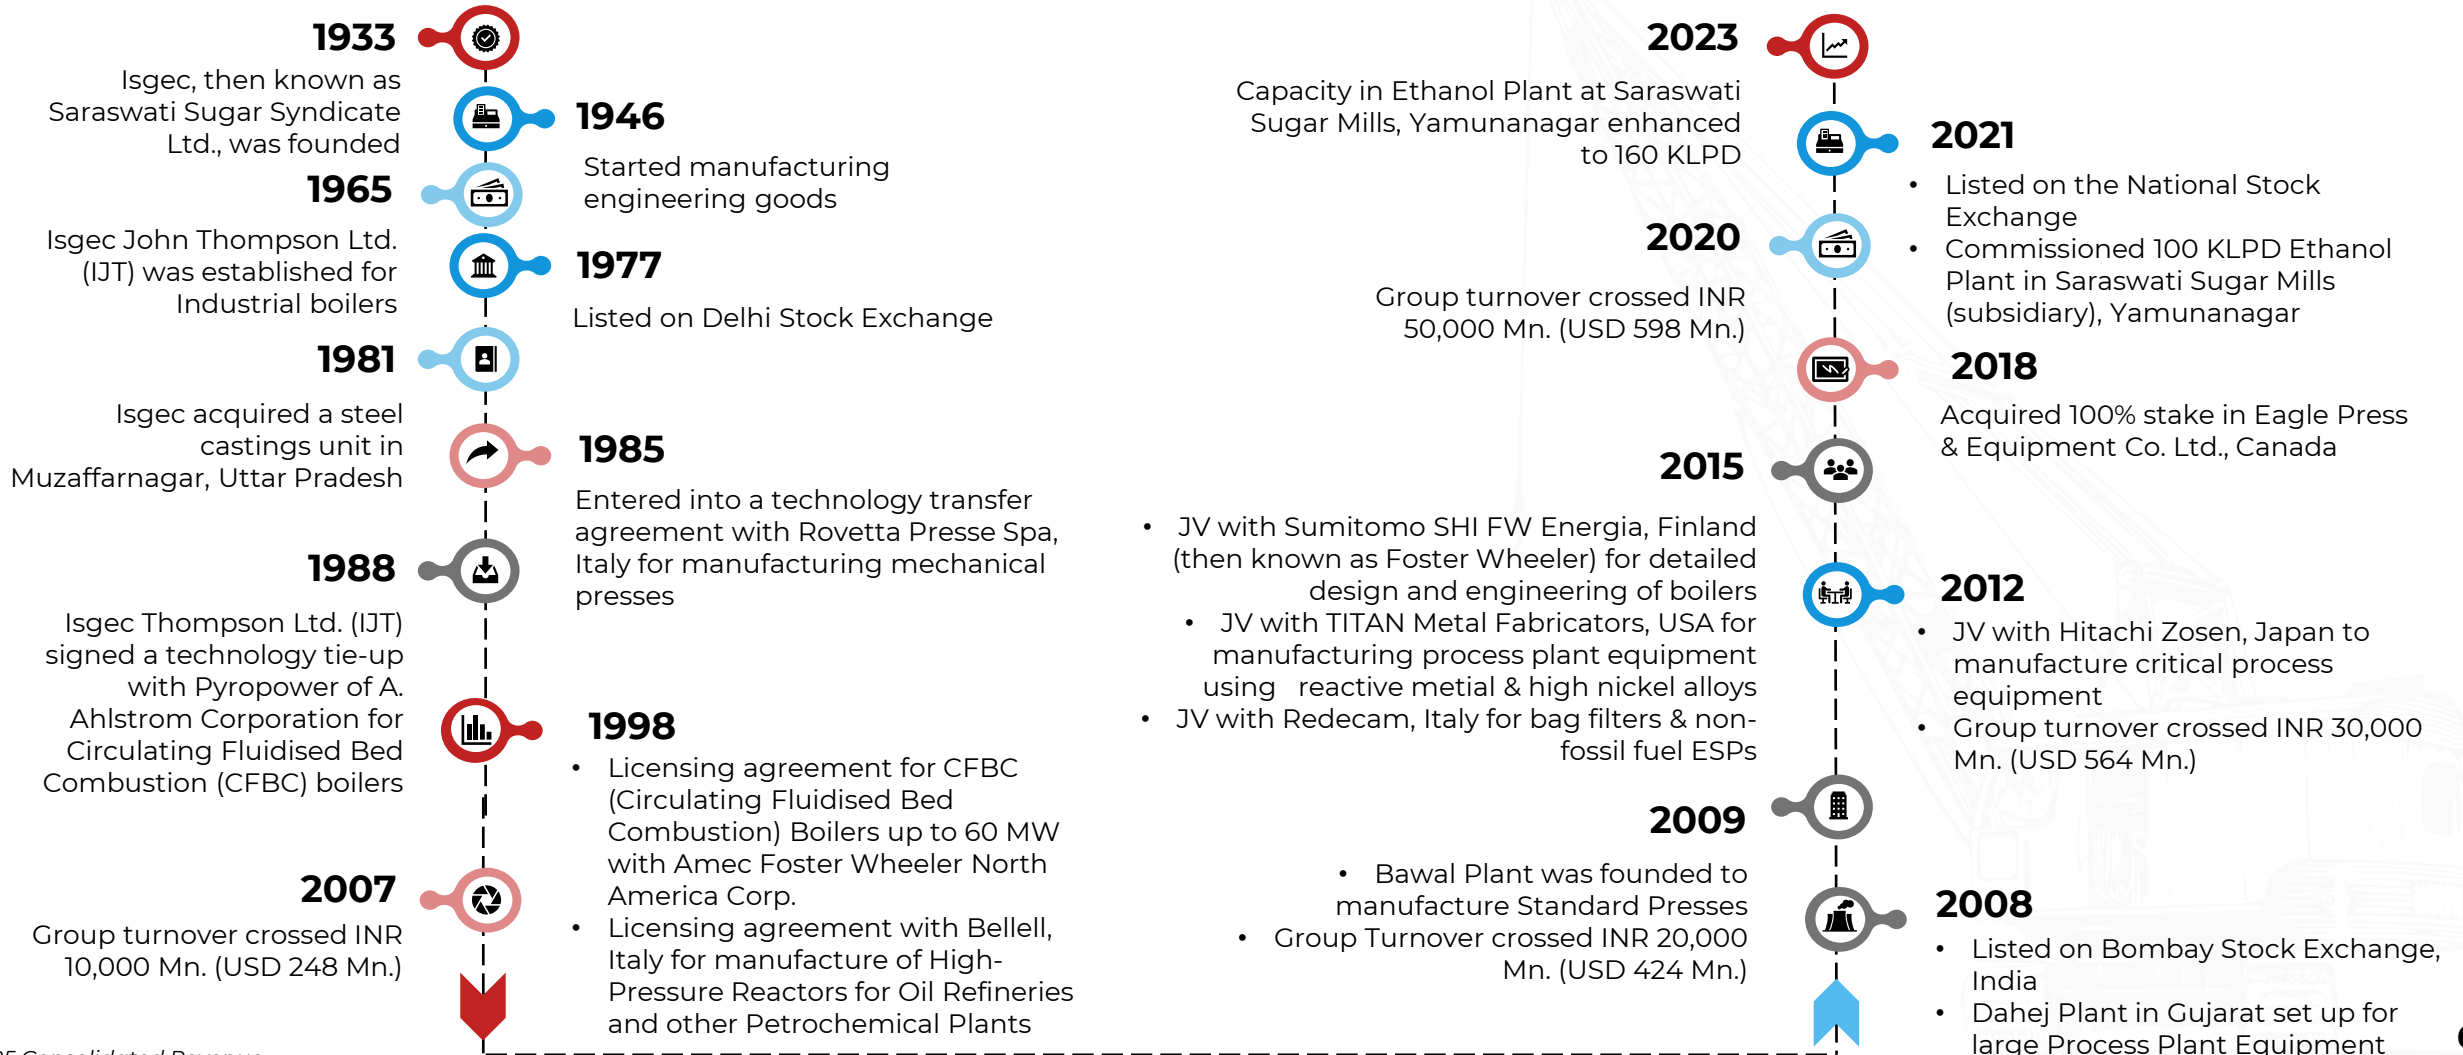 1933
Isgec, then known as
Saraswati Sugar Syndicate
Ltd., was founded
1946
Started manufacturing
engineering goods
1965
Isgec John Thompson Ltd.
(IJT) was established for
Industrial boilers
1977
Listed on Delhi Stock Exchange
1981
Isgec acquired a steel
castings unit in
Muzaffarnagar, Uttar Pradesh
1985
Entered into a technology transfer
agreement with Rovetta Presse Spa,
Italy for manufacturing mechanical
presses
1988
Isgec Thompson Ltd. (IJT)
signed a technology tie-up
with Pyropower of A.
Ahlstrom Corporation for
Circulating Fluidised Bed
Combustion (CFBC) boilers
1998
• Licensing agreement for CFBC
(Circulating Fluidised Bed
Combustion) Boilers up to 60 MW
with Amec Foster Wheeler North
America Corp.
• Licensing agreement with Bellell,
Italy for manufacture of High-
Pressure Reactors for Oil Refineries
and other Petrochemical Plants
2007
Group turnover crossed INR
10,000 Mn. (USD 248 Mn.)
2008
• Listed on Bombay Stock Exchange,
India
• Dahej Plant in Gujarat set up for
large Process Plant Equipment
2009
• Bawal Plant was founded to
manufacture Standard Presses
• Group Turnover crossed INR 20,000
Mn. (USD 424 Mn.)
2012
• JV with Hitachi Zosen, Japan to
manufacture critical process
equipment
• Group turnover crossed INR 30,000
Mn. (USD 564 Mn.)
2015
• JV with Sumitomo SHI FW Energia, Finland
(then known as Foster Wheeler) for detailed
design and engineering of boilers
• JV with TITAN Metal Fabricators, USA for
manufacturing process plant equipment
using reactive metial & high nickel alloys
• JV with Redecam, Italy for bag filters & non-
fossil fuel ESPs
2018
Acquired 100% stake in Eagle Press
& Equipment Co. Ltd., Canada
2020
Group turnover crossed INR
50,000 Mn. (USD 598 Mn.)
2021
• Listed on the National Stock
Exchange
• Commissioned 100 KLPD Ethanol
Plant in Saraswati Sugar Mills
(subsidiary), Yamunanagar
2023
Capacity in Ethanol Plant at Saraswati
Sugar Mills, Yamunanagar enhanced
to 160 KLPD